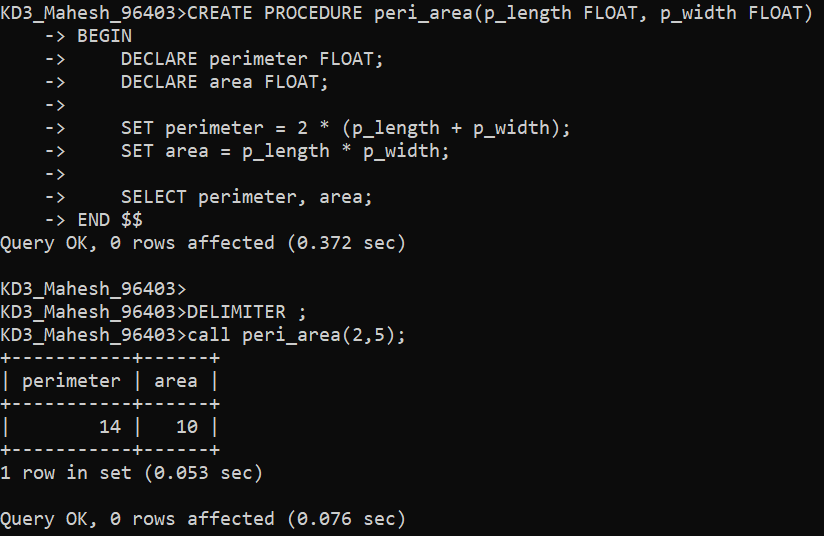 KD3_Mahesh_96403>CREATE PROCEDURE peri_area(p_length FLOAT, p_width FLOAT)
    -> BEGIN
    ->     DECLARE perimeter FLOAT;
    ->     DECLARE area FLOAT;
    ->
    ->     SET perimeter = 2 * (p_length + p_width);
    ->     SET area = p_length * p_width;
    ->
    ->     SELECT perimeter, area;
    -> END $$
Query OK, 0 rows affected (0.372 sec)

KD3_Mahesh_96403>
KD3_Mahesh_96403>DELIMITER ;
KD3_Mahesh_96403>call peri_area(2,5);
+-----------+------+
| perimeter | area |
+-----------+------+
|        14 |   10 |
+-----------+------+
1 row in set (0.053 sec)

Query OK, 0 rows affected (0.076 sec)